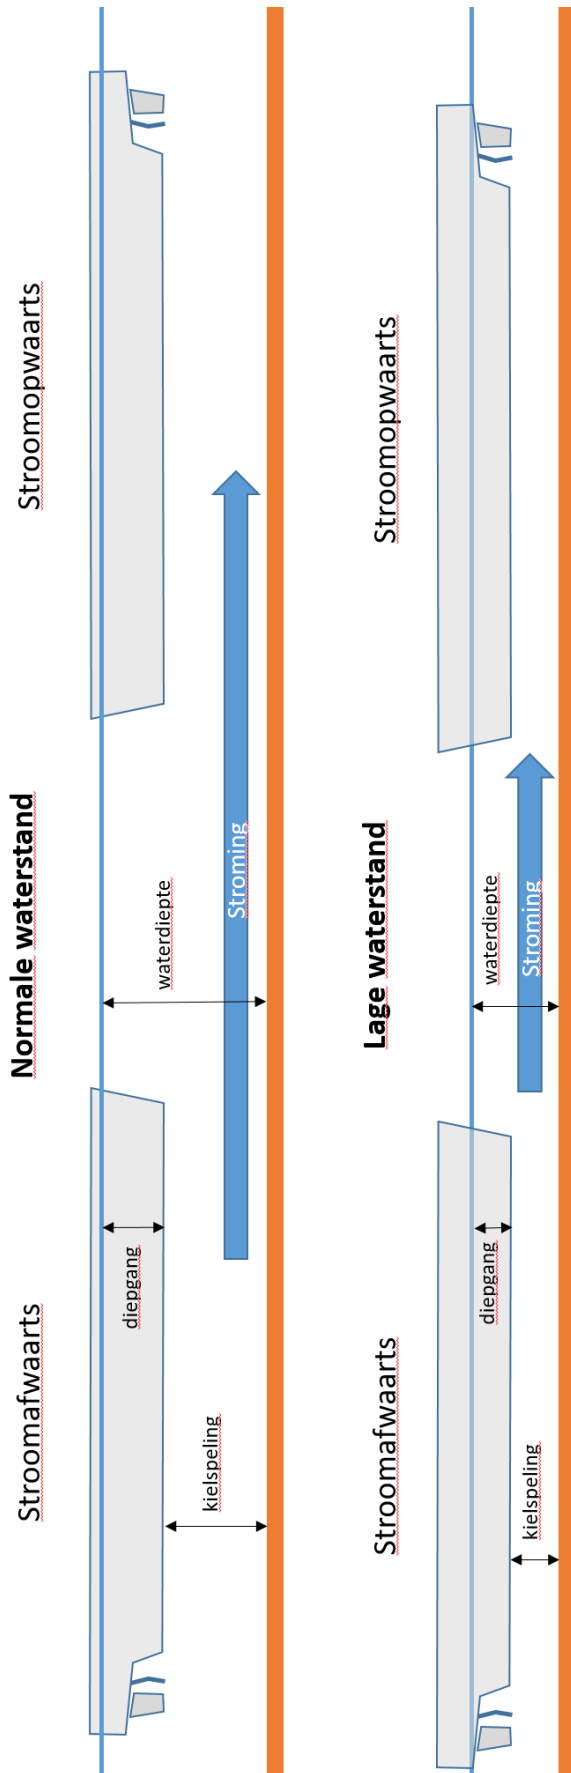 Normale waterstand
Stroomafwaarts
Stroomopwaarts
diepgang
waterdiepte
kielspeling
Stroming
Lage waterstand
Stroomafwaarts
Stroomopwaarts
diepgang
waterdiepte
kielspeling
Stroming